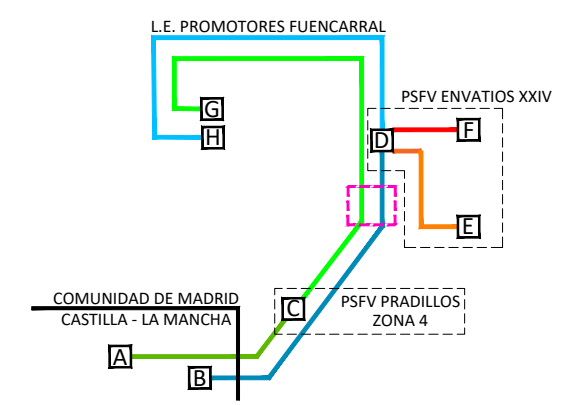 L.E. PROMOTORES FUENCARRAL
PSFV ENVATIOS XXIV
G
F
H
D
E
COMUNIDAD DE MADRID
PSFV PRADILLOS
C
CASTILLA - LA MANCHA
ZONA 4
A
B